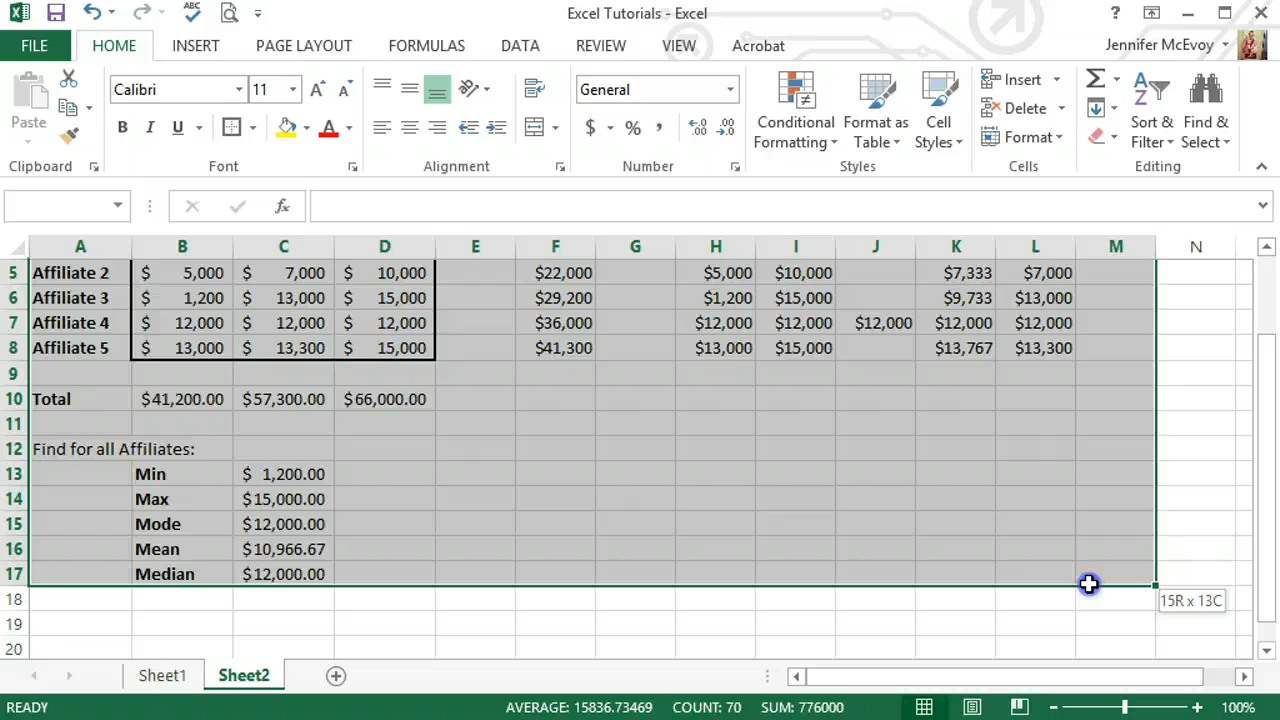 ABC
Excel Tutorials - Excel
?
FILE HOME INSERT PAGE LAYOUT FORMULAS DATA REVIEW VIEW Acrobat Jennifer McEvoy
Paste
Calibri 11
B I U A
General
$ % ,
Conditional Formatting
Format as Table
Cell Styles
Insert
Delete
Format
Sort & Filter
Find & Select
Clipboard Font Alignment Number Styles Cells Editing
fx
A B C D E F G H I J K L M N
5 Affiliate 2 $ 5,000 $ 7,000 $ 10,000 $22,000 $5,000 $10,000 $7,333 $7,000
6 Affiliate 3 $ 1,200 $ 13,000 $ 15,000 $29,200 $1,200 $15,000 $9,733 $13,000
7 Affiliate 4 $ 12,000 $ 12,000 $ 12,000 $36,000 $12,000 $12,000 $12,000 $12,000 $12,000
8 Affiliate 5 $ 13,000 $ 13,300 $ 15,000 $41,300 $13,000 $15,000 $13,767 $13,300
9
10 Total $41,200.00 $57,300.00 $66,000.00
11
12 Find for all Affiliates:
13 Min $ 1,200.00
14 Max $15,000.00
15 Mode $12,000.00
16 Mean $10,966.67
17 Median $12,000.00
18
15R x 13C
19
20
Sheet1 Sheet2
READY AVERAGE: 15836.73469 COUNT: 70 SUM: 776000 100%